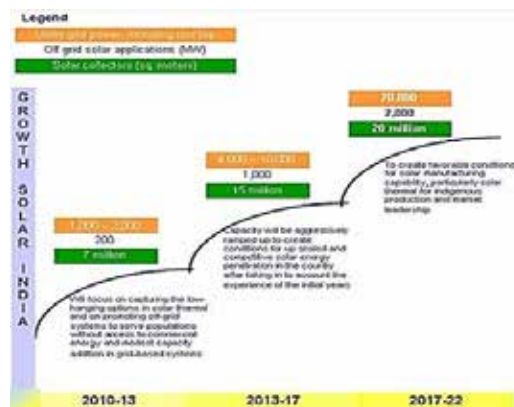 Legend
Utility grid power, including roof top
Off grid solar applications (MW)
Solar collectors (sq. meters)
GROWTH SOLAR INDIA
20,000
2,000
20 million
4,000 - 10,000
1,000
15 million
To create favorable conditions
for solar manufacturing
capability, particularly solar
thermal for indigenous
production and market
leadership
1,000 - 2,000
200
7 million
Capacity will be aggressively
ramped up to create
conditions for up scaled and
competitive solar energy
penetration in the country
after taking in to account the
experience of the initial years
Will focus on capturing the low-
hanging options in solar thermal
and on promoting off-grid
systems to serve populations
without access to commercial
energy and modest capacity
addition in grid-based systems
2010-13
2013-17
2017-22